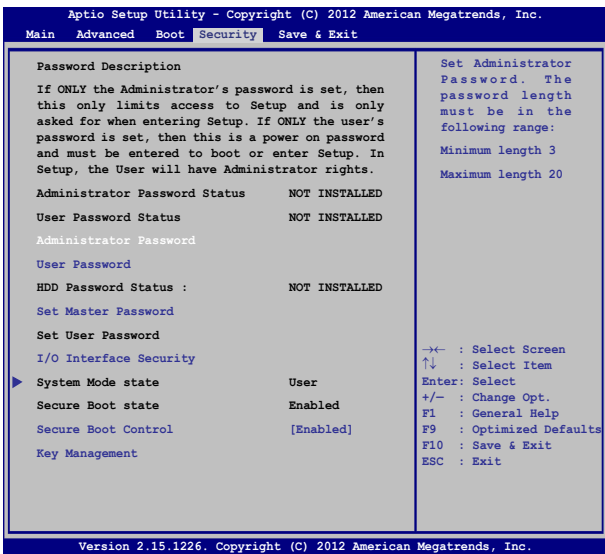 Aptio Setup Utility - Copyright (C) 2012 American Megatrends, Inc.
Main Advanced Boot Security Save & Exit
Password Description
If ONLY the Administrator's password is set, then
this only limits access to Setup and is only
asked for when entering Setup. If ONLY the user's
password is set, then this is a power on password
and must be entered to boot or enter Setup. In
Setup, the User will have Administrator rights.
Administrator Password Status NOT INSTALLED
User Password Status NOT INSTALLED
Administrator Password
User Password
HDD Password Status : NOT INSTALLED
Set Master Password
Set User Password
I/O Interface Security
System Mode state User
Secure Boot state Enabled
Secure Boot Control [Enabled]
Key Management
Set Administrator
Password. The
password length
must be in the
following range:
Minimum length 3
Maximum length 20
→← : Select Screen
↑↓ : Select Item
Enter: Select
+/— : Change Opt.
F1 : General Help
F9 : Optimized Defaults
F10 : Save & Exit
ESC : Exit
Version 2.15.1226. Copyright (C) 2012 American Megatrends, Inc.